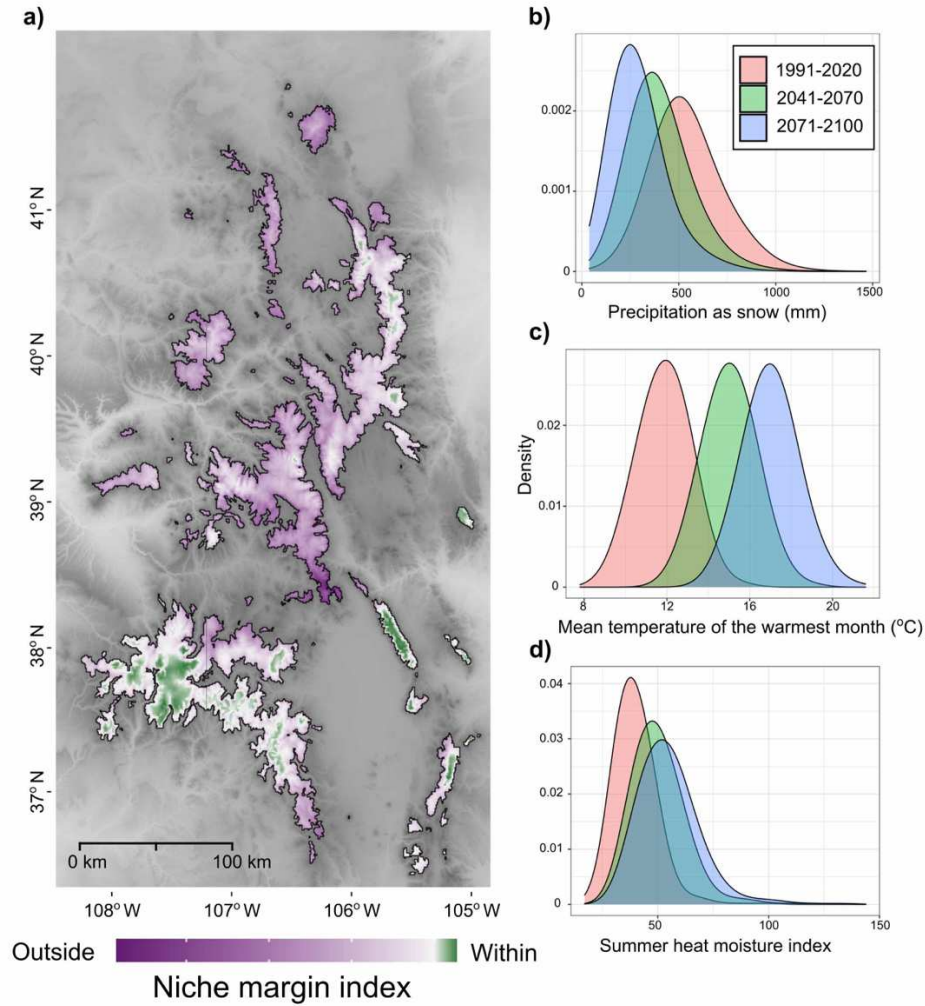 a)
41° N
40° N
39° N
38° N
37° N
0 km
100 km
108°W
107°W
106°W
105°W
Outside
Within
Niche margin index
b)
1991-2020
2041-2070
2071-2100
0.002
0.001
0
0
500
1000
1500
Precipitation as snow (mm)
c)
0.02
0.01
0
Density
8
12
16
20
Mean temperature of the warmest month (°C)
d)
0.04
0.03
0.02
0.01
0
50
100
150
Summer heat moisture index